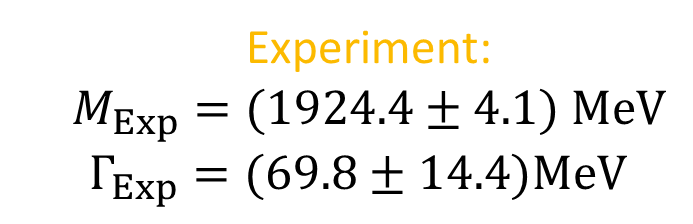 Experiment:
M_Exp = (1924.4 ± 4.1) MeV
Γ_Exp = (69.8 ± 14.4)MeV